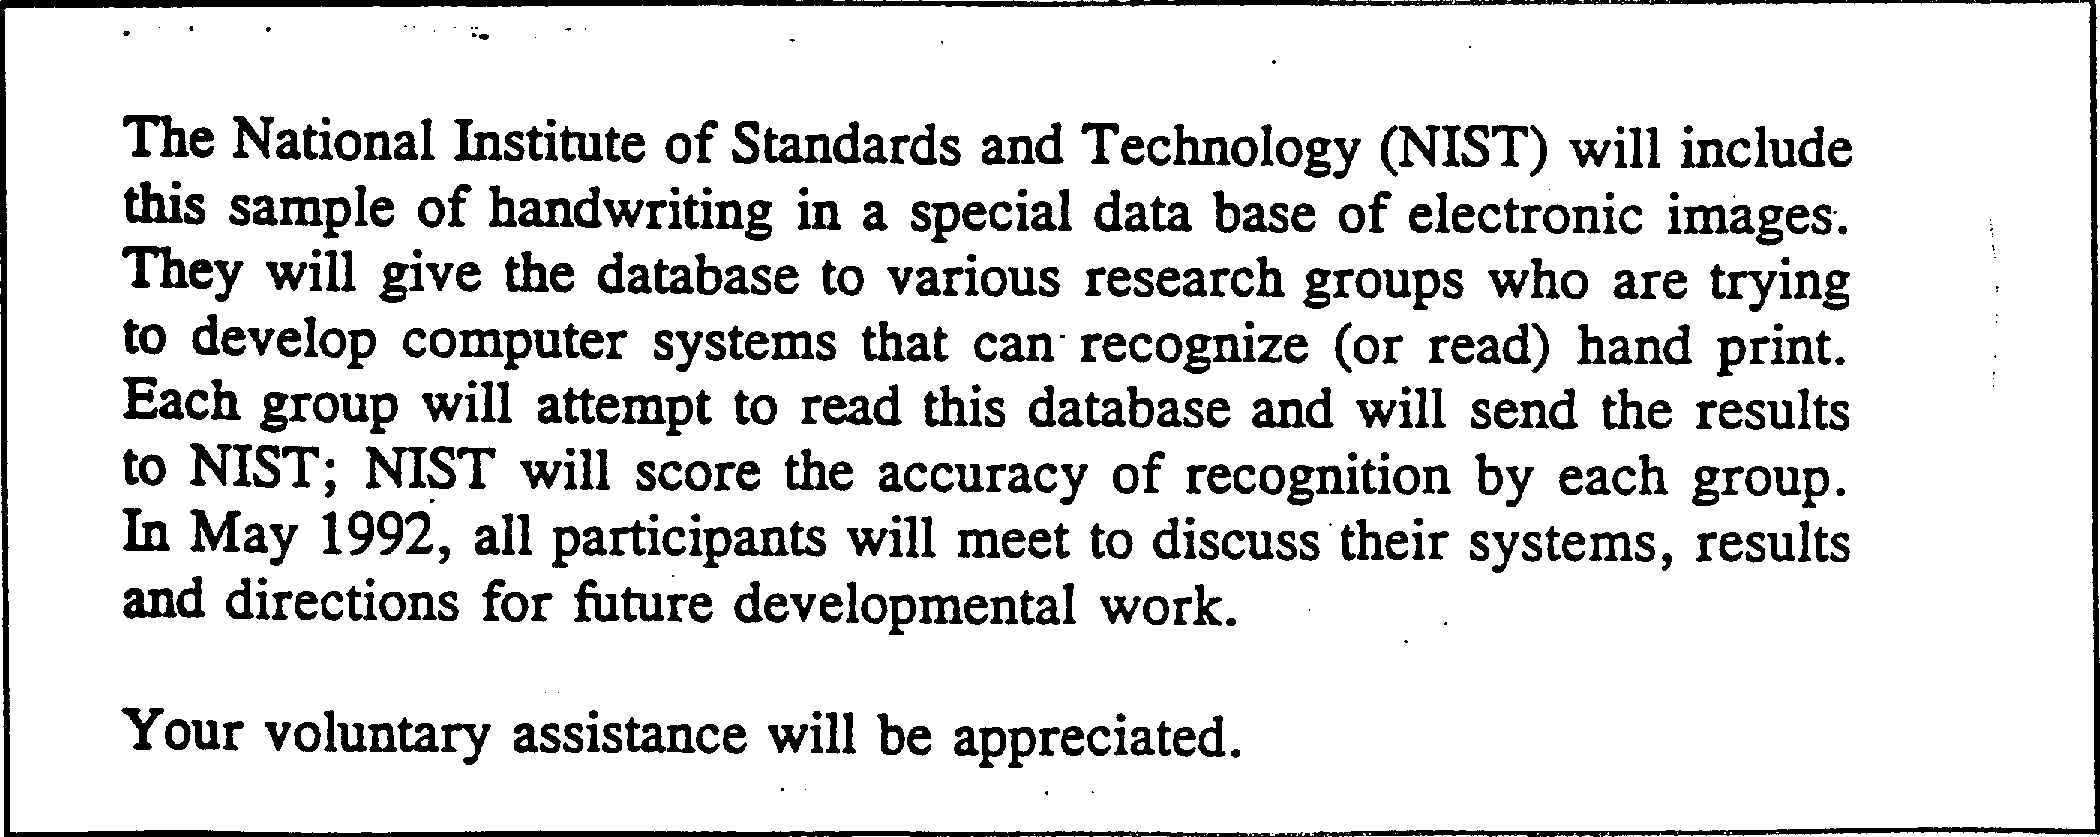 The National Institute of Standards and Technology (NIST) will include
this sample of handwriting in a special data base of electronic images.
They will give the database to various research groups who are trying
to develop computer systems that can recognize (or read) hand print.
Each group will attempt to read this database and will send the results
to NIST; NIST will score the accuracy of recognition by each group.
In May 1992, all participants will meet to discuss their systems, results
and directions for future developmental work.
Your voluntary assistance will be appreciated.